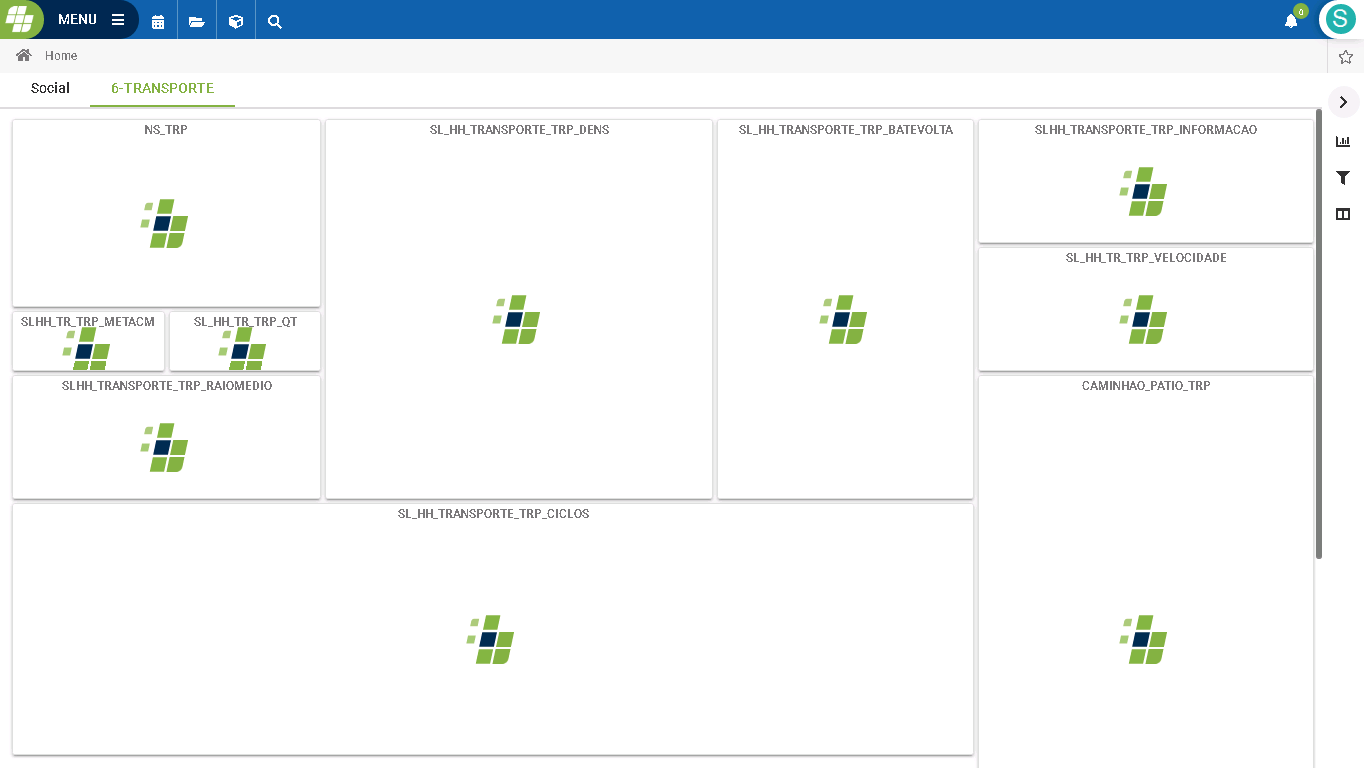 MENU
0
S
Home
Social
6-TRANSPORTE
NS_TRP
SL_HH_TRANSPORTE_TRP_DENS
SL_HH_TRANSPORTE_TRP_BATEVOLTA
SLHH_TRANSPORTE_TRP_INFORMACAO
SL_HH_TR_TRP_VELOCIDADE
SLHH_TR_TRP_METACM
SL_HH_TR_TRP_QT
SLHH_TRANSPORTE_TRP_RAIOMEDIO
CAMINHAO_PATIO_TRP
SL_HH_TRANSPORTE_TRP_CICLOS